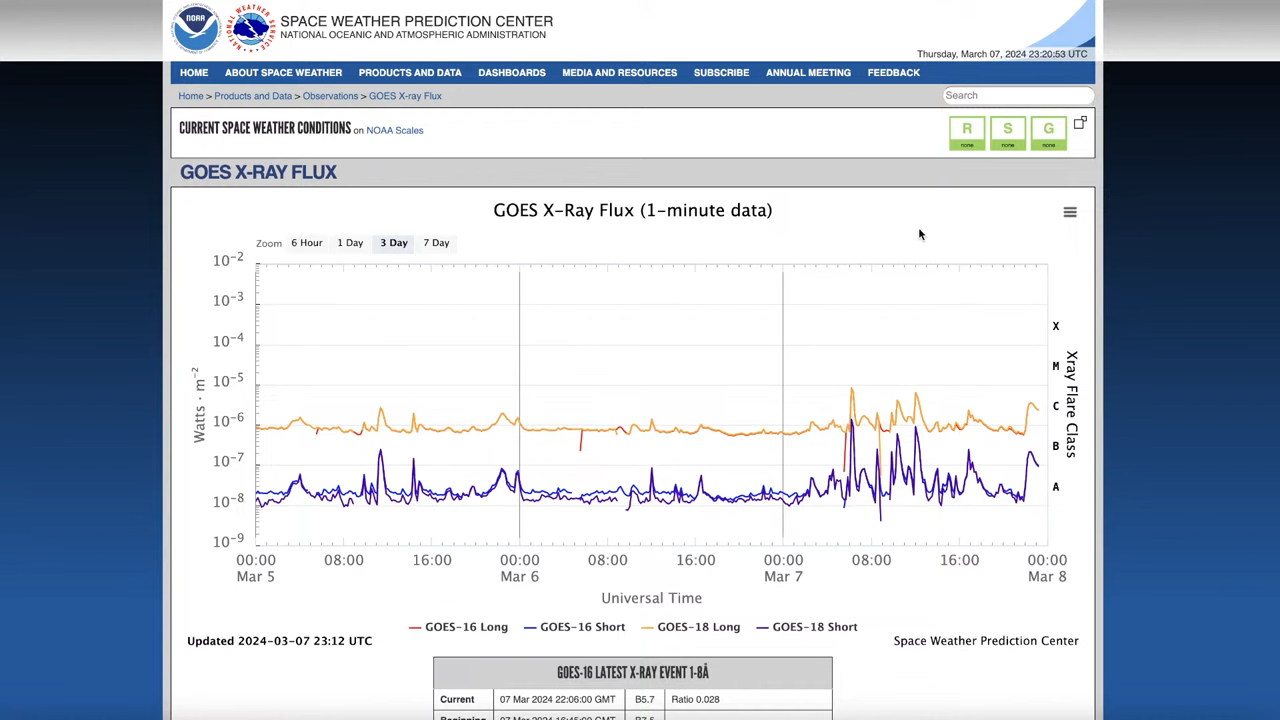 NOAA
SPACE WEATHER PREDICTION CENTER
NATIONAL OCEANIC AND ATMOSPHERIC ADMINISTRATION
Thursday, March 07, 2024 23:20:53 UTC
HOME ABOUT SPACE WEATHER PRODUCTS AND DATA DASHBOARDS MEDIA AND RESOURCES SUBSCRIBE ANNUAL MEETING FEEDBACK
Home > Products and Data > Observations > GOES X-ray Flux
Search
CURRENT SPACE WEATHER CONDITIONS on NOAA Scales
R S G
none none none
GOES X-RAY FLUX
GOES X-Ray Flux (1-minute data)
Zoom 6 Hour 1 Day 3 Day 7 Day
10⁻²
10⁻³
10⁻⁴
10⁻⁵
10⁻⁶
10⁻⁷
10⁻⁸
10⁻⁹
Watts · m⁻²
X
M
C
B
A
Xray Flare Class
00:00 08:00 16:00 00:00 08:00 16:00 00:00 08:00 16:00 00:00
Mar 5 Mar 6 Mar 7 Mar 8
Universal Time
GOES-16 Long GOES-16 Short GOES-18 Long GOES-18 Short
Updated 2024-03-07 23:12 UTC
Space Weather Prediction Center
GOES-16 LATEST X-RAY EVENT 1-8Å
Current 07 Mar 2024 22:06:00 GMT B5.7 Ratio 0.028